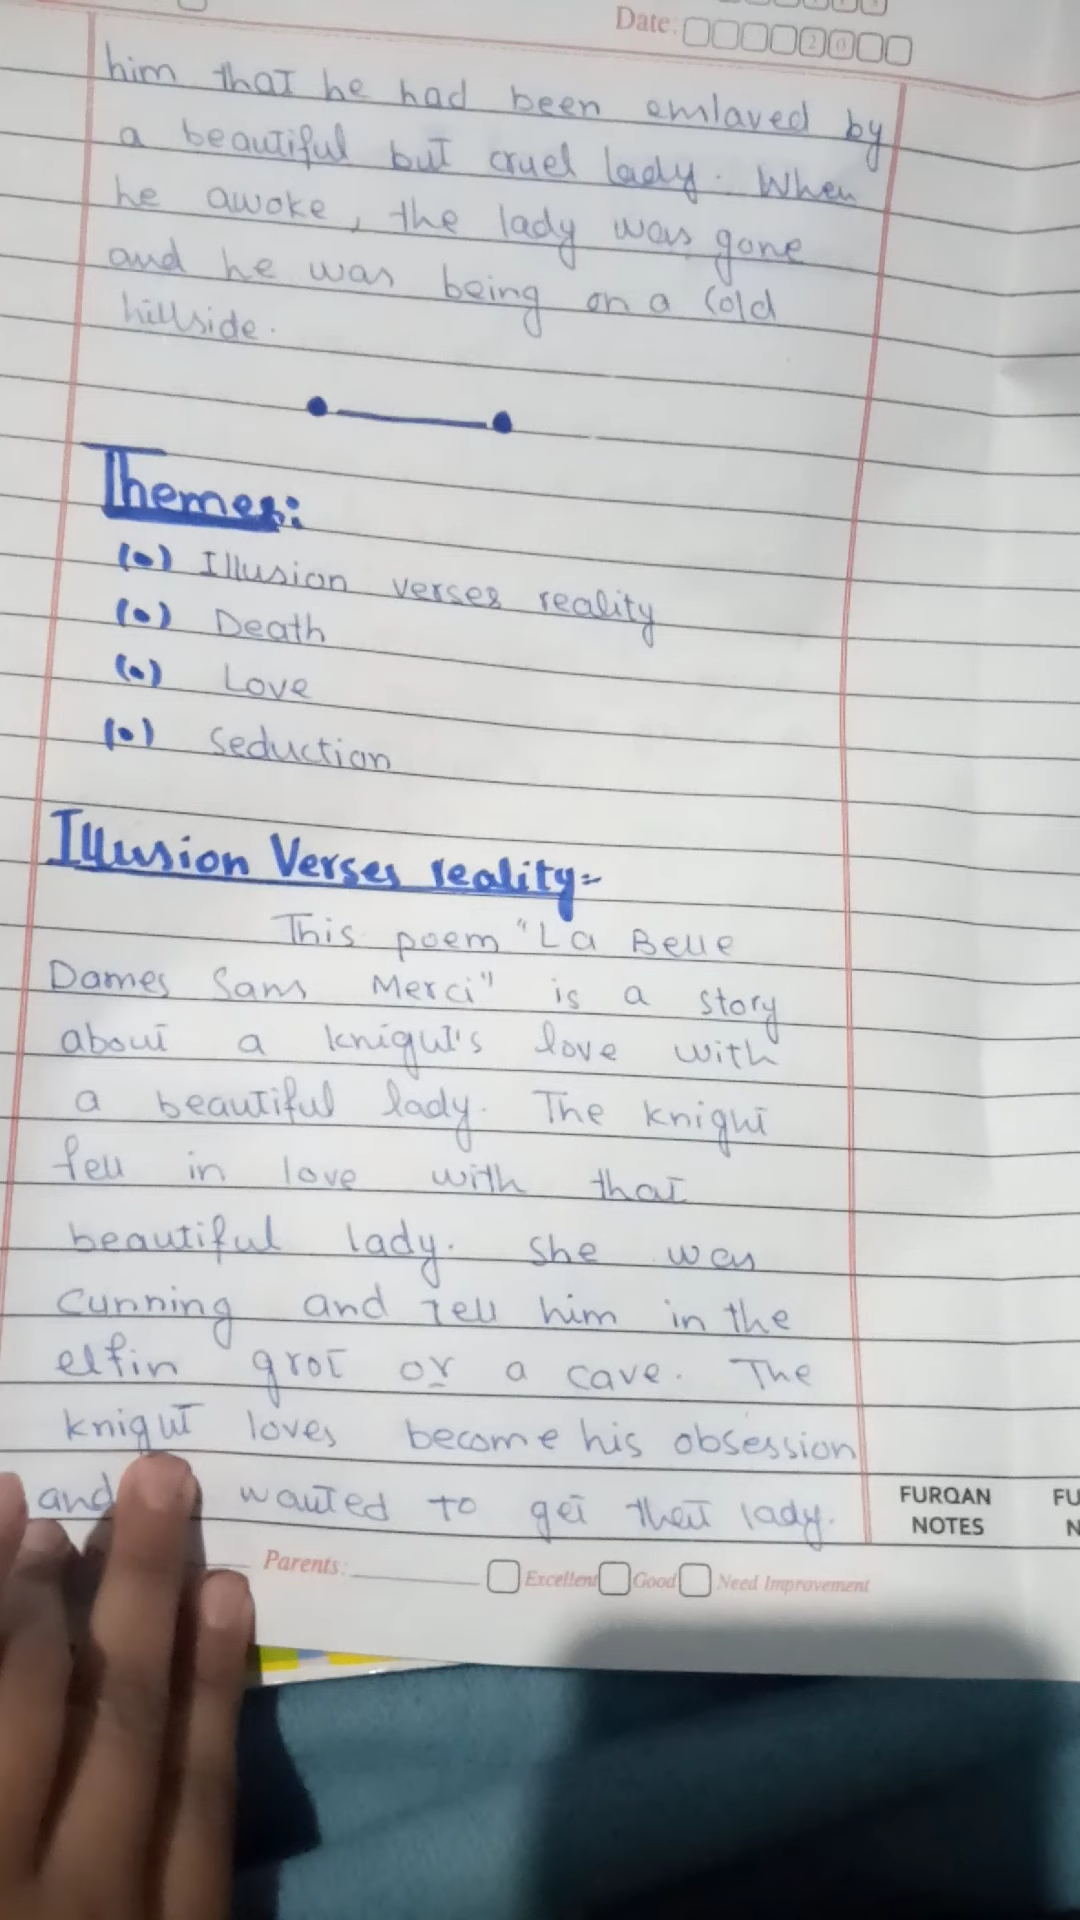 Date: 2 0
him that he had been enslaved by
a beautiful but cruel lady. When
he awoke, the lady was gone
and he was being on a cold
hillside.
Themes:
(•) Illusion verses reality
(•) Death
(•) Love
(•) Seduction
Illusion Verses reality:-
This poem "La Belle
Dames Sans Merci" is a story
about a knight's love with
a beautiful lady. The knight
fell in love with that
beautiful lady. She was
cunning and tell him in the
elfin grot or a cave. The
knight loves become his obsession
and wanted to get that lady.
FURQAN
NOTES
FU
N
Parents: Excellent Good Need Improvement